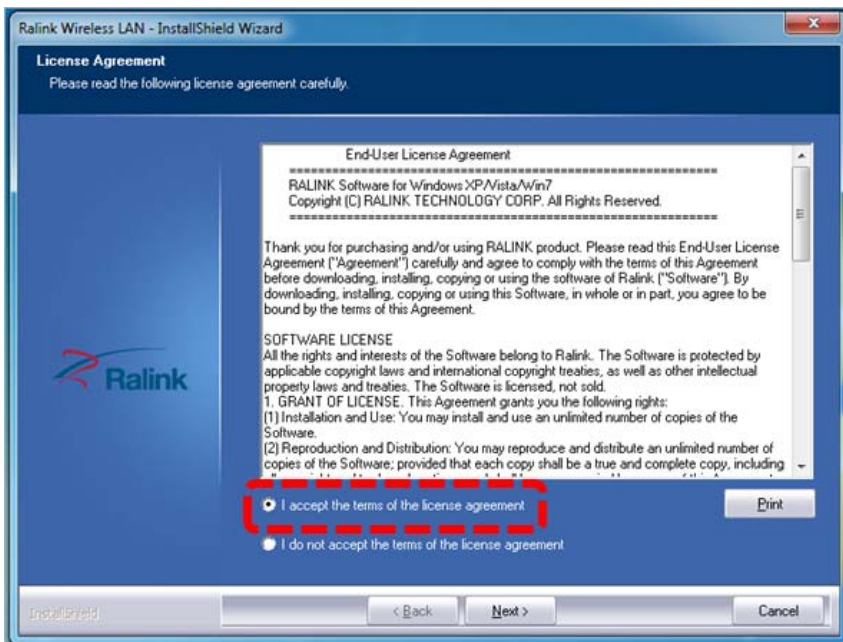 Ralink Wireless LAN - InstallShield Wizard
License Agreement
Please read the following license agreement carefully.
End-User License Agreement
==============================================================
RALINK Software for Windows XP/Vista/Win7
Copyright (C) RALINK TECHNOLOGY CORP. All Rights Reserved.
==============================================================
Thank you for purchasing and/or using RALINK product. Please read this End-User License
Agreement ("Agreement") carefully and agree to comply with the terms of this Agreement
before downloading, installing, copying or using the software of Ralink ("Software"). By
downloading, installing, copying or using this Software, in whole or in part, you agree to be
bound by the terms of this Agreement.
SOFTWARE LICENSE
All the rights and interests of the Software belong to Ralink. The Software is protected by
applicable copyright laws and international copyright treaties, as well as other intellectual
property laws and treaties. The Software is licensed, not sold.
1. GRANT OF LICENSE. This Agreement grants you the following rights:
(1) Installation and Use: You may install and use an unlimited number of copies of the
Software.
(2) Reproduction and Distribution: You may reproduce and distribute an unlimited number of
copies of the Software; provided that each copy shall be a true and complete copy, including
Ralink
I accept the terms of the license agreement
Print
I do not accept the terms of the license agreement
InstallShield
< Back
Next >
Cancel